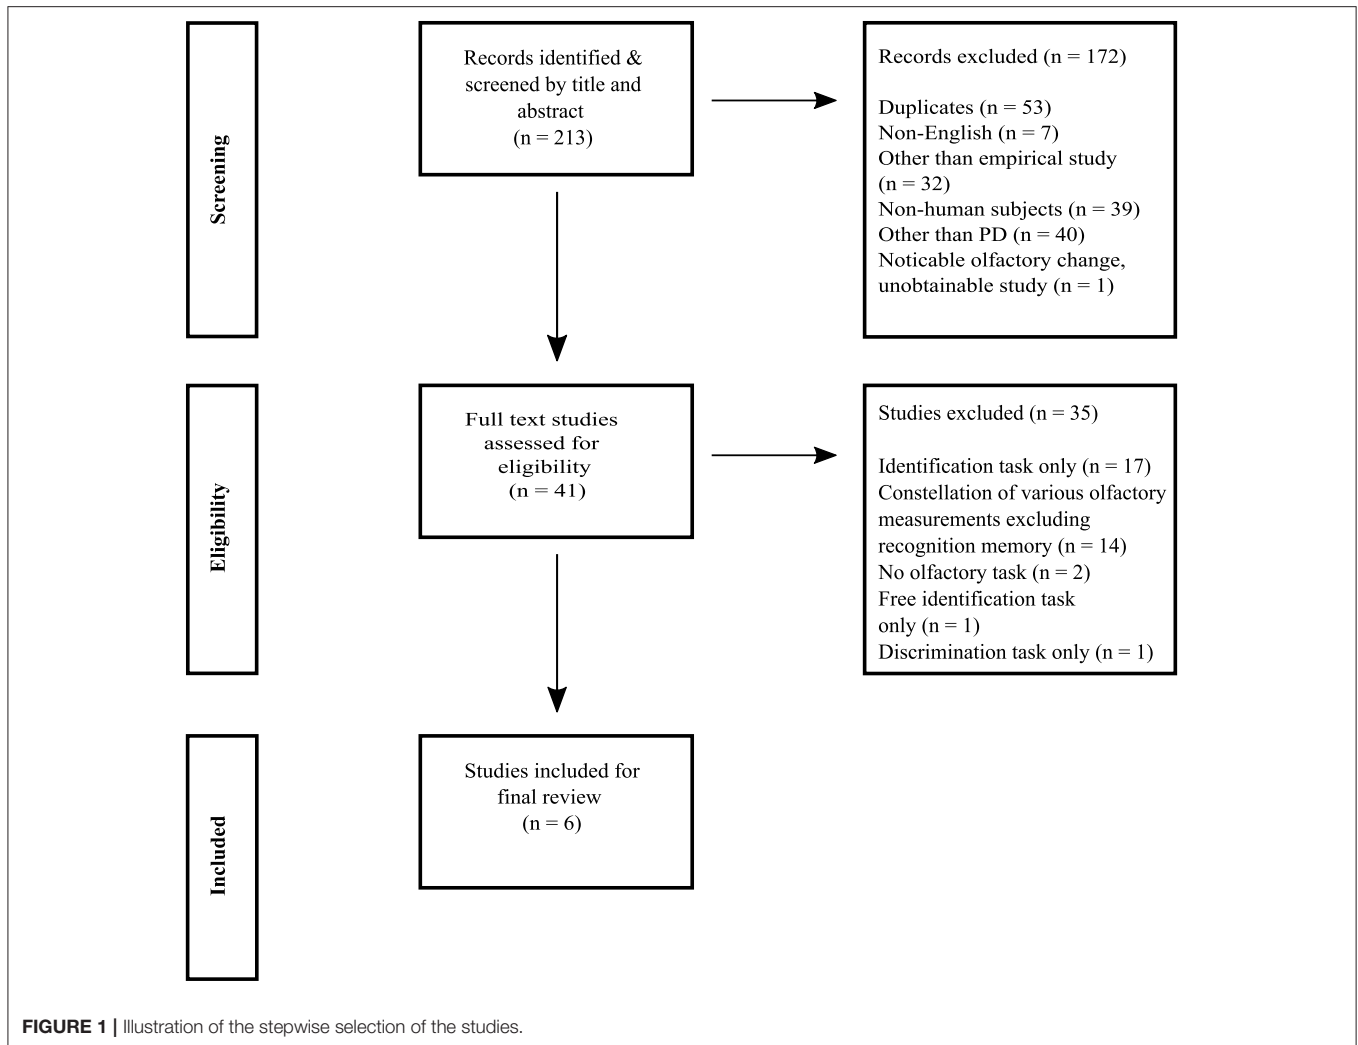 Screening
Records identified &
screened by title and
abstract
(n = 213)
Records excluded (n = 172)
Duplicates (n = 53)
Non-English (n = 7)
Other than empirical study
(n = 32)
Non-human subjects (n = 39)
Other than PD (n = 40)
Noticable olfactory change,
unobtainable study (n = 1)
Eligibility
Full text studies
assessed for
eligibility
(n = 41)
Studies excluded (n = 35)
Identification task only (n = 17)
Constellation of various olfactory
measurements excluding
recognition memory (n = 14)
No olfactory task (n = 2)
Free identification task
only (n = 1)
Discrimination task only (n = 1)
Included
Studies included for
final review
(n = 6)
FIGURE 1 | Illustration of the stepwise selection of the studies.